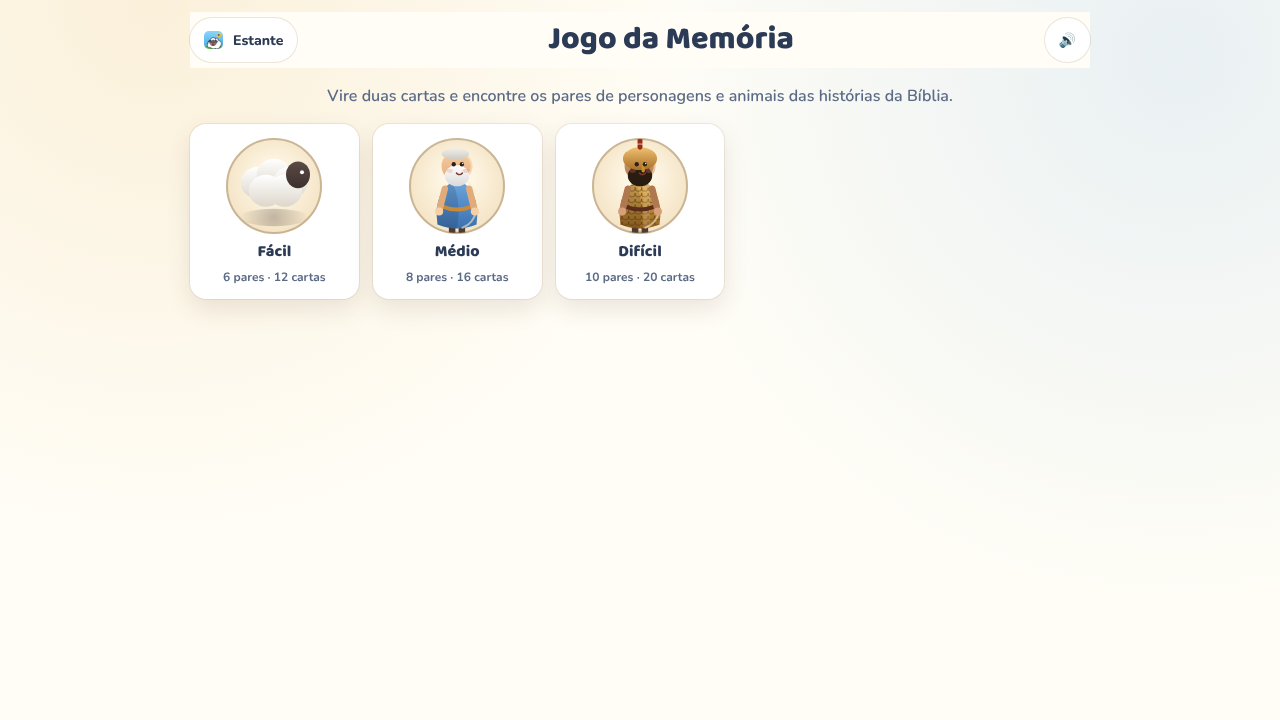 Estante
Jogo da Memória
Vire duas cartas e encontre os pares de personagens e animais das histórias da Bíblia.
Fácil
6 pares · 12 cartas
Médio
8 pares · 16 cartas
Difícil
10 pares · 20 cartas